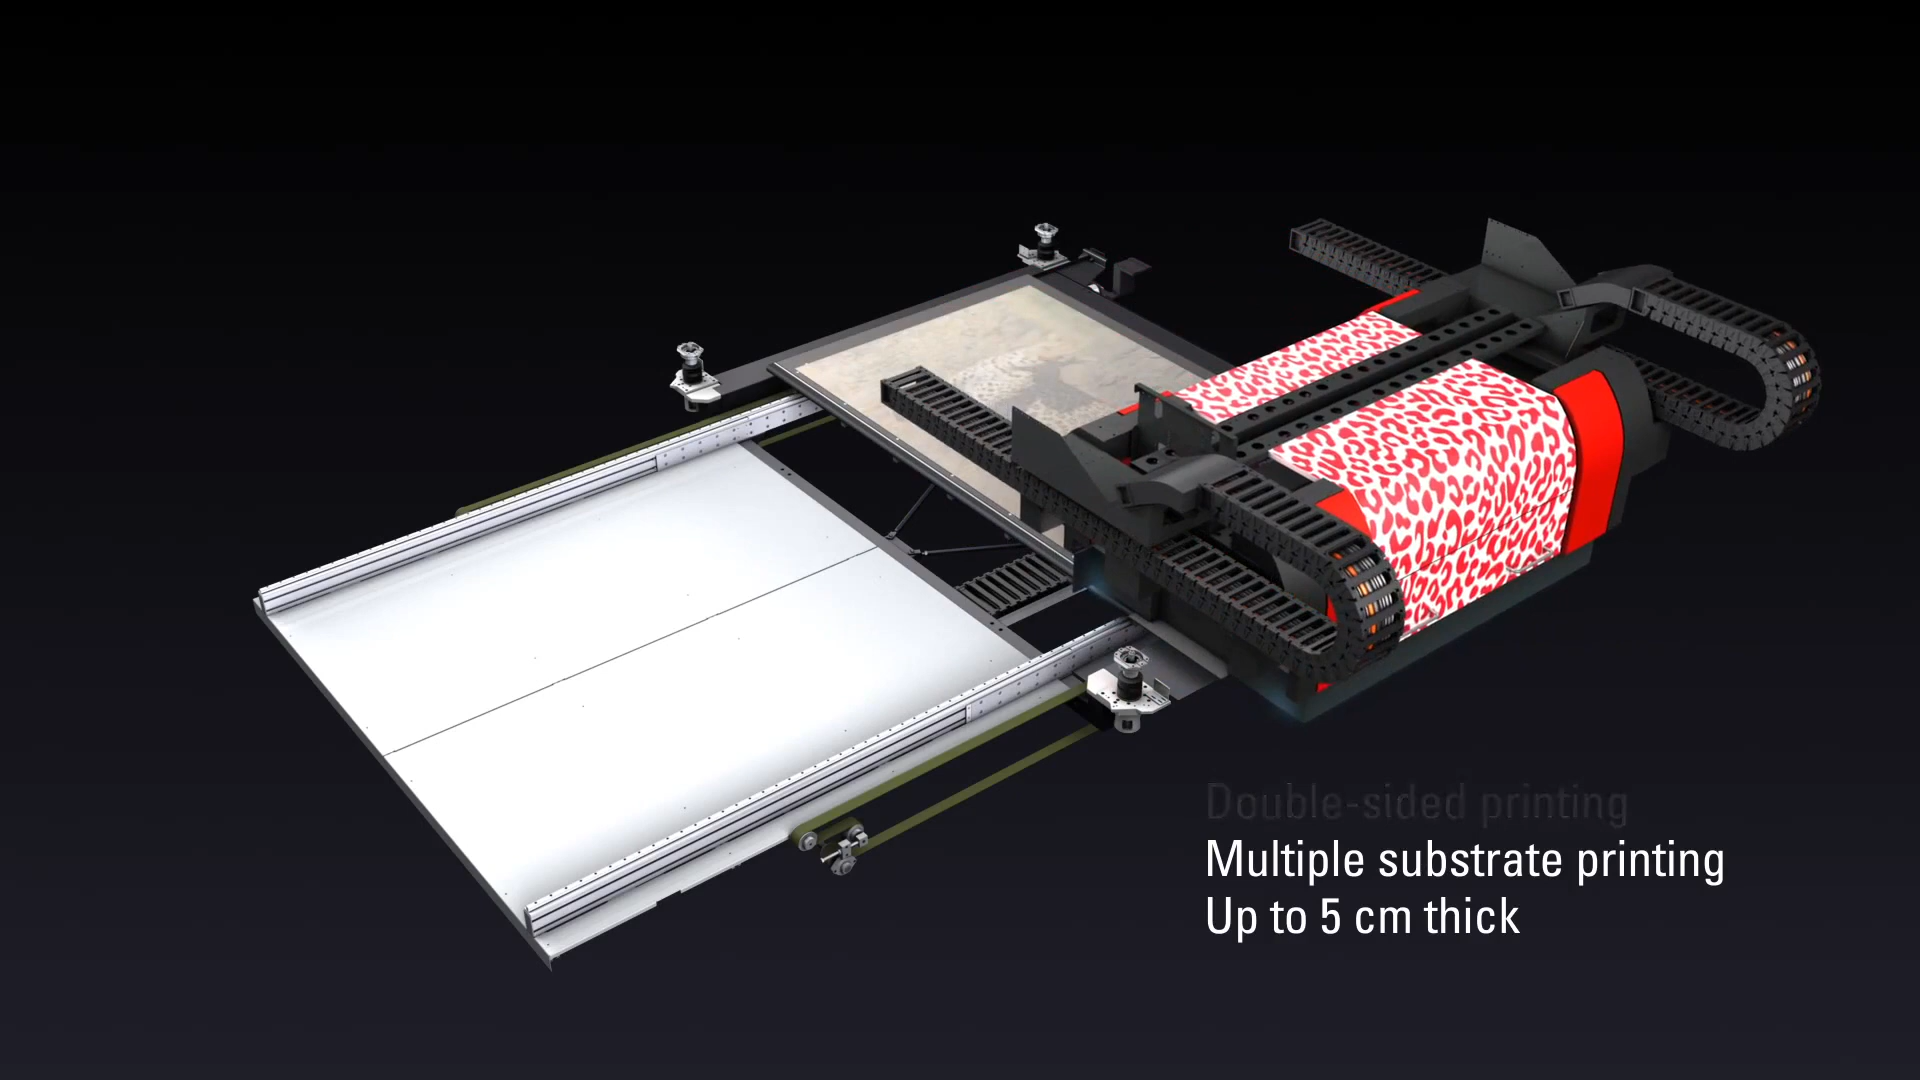 Double-sided printing
Multiple substrate printing
Up to 5 cm thick